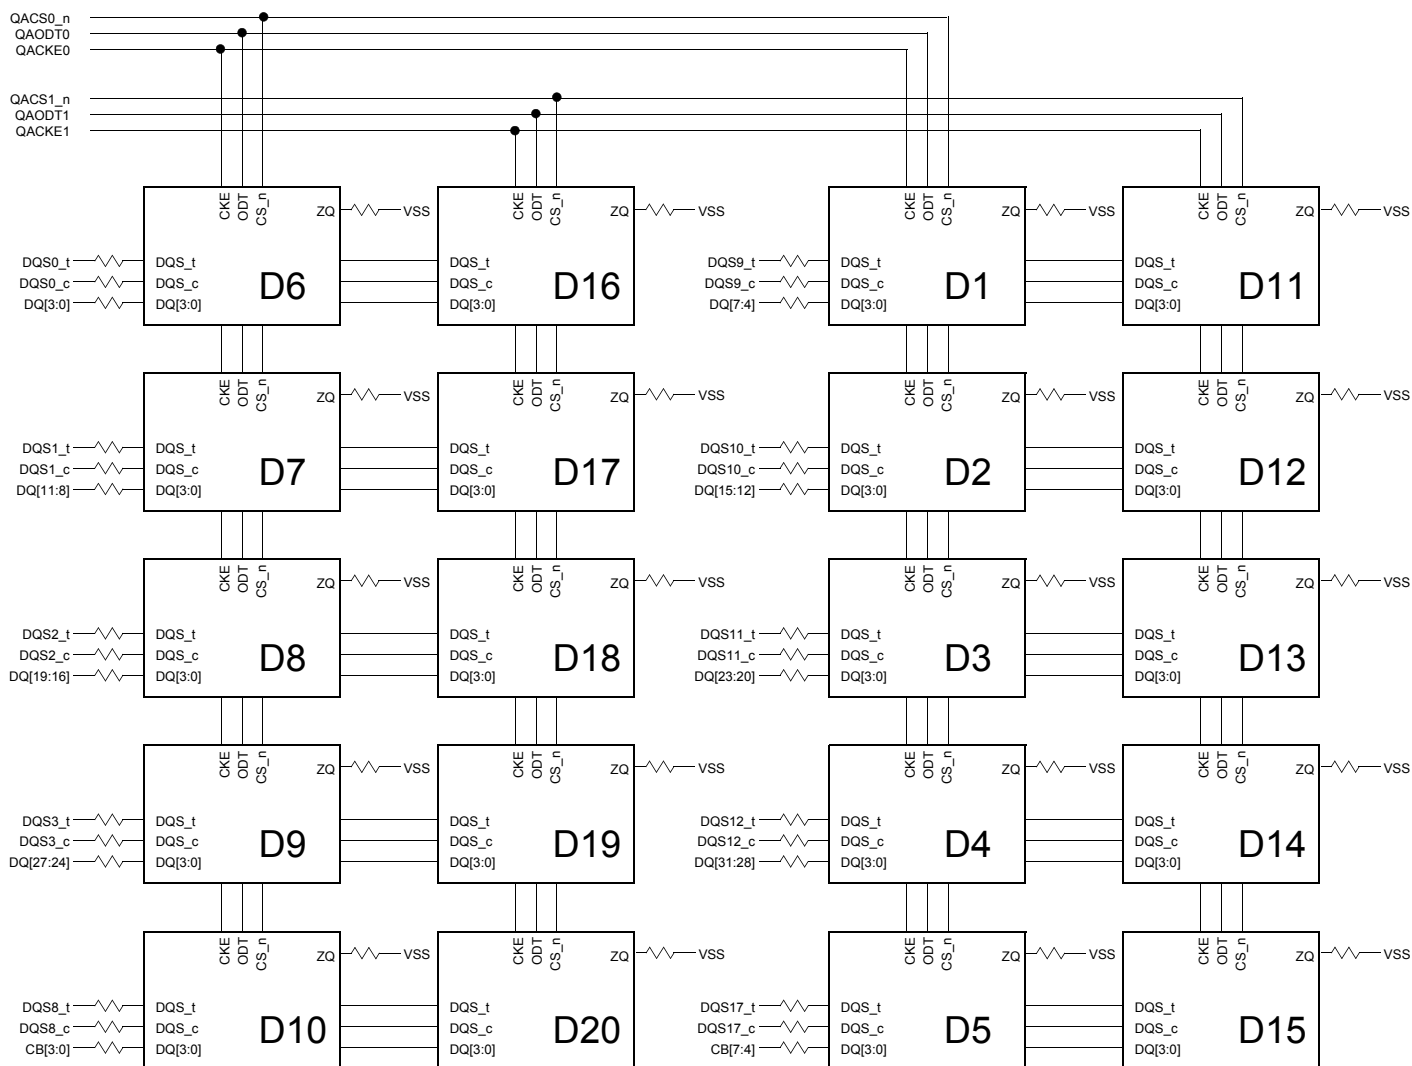 QACS0_n
QAODT0
QACKE0
QACS1_n
QAODT1
QACKE1
CKE ODT CS_n CKE ODT CS_n CKE ODT CS_n CKE ODT CS_n
ZQ VSS ZQ VSS ZQ VSS ZQ VSS
DQS0_t DQS_t DQS_t DQS9_t DQS_t DQS_t
DQS0_c DQS_c D6 DQS_c D16 DQS9_c DQS_c D1 DQS_c D11
DQ[3:0] DQ[3:0] DQ[3:0] DQ[7:4] DQ[3:0] DQ[3:0]
CKE ODT CS_n CKE ODT CS_n CKE ODT CS_n CKE ODT CS_n
ZQ VSS ZQ VSS ZQ VSS ZQ VSS
DQS1_t DQS_t DQS_t DQS10_t DQS_t DQS_t
DQS1_c DQS_c D7 DQS_c D17 DQS10_c DQS_c D2 DQS_c D12
DQ[11:8] DQ[3:0] DQ[3:0] DQ[15:12] DQ[3:0] DQ[3:0]
CKE ODT CS_n CKE ODT CS_n CKE ODT CS_n CKE ODT CS_n
ZQ VSS ZQ VSS ZQ VSS ZQ VSS
DQS2_t DQS_t DQS_t DQS11_t DQS_t DQS_t
DQS2_c DQS_c D8 DQS_c D18 DQS11_c DQS_c D3 DQS_c D13
DQ[19:16] DQ[3:0] DQ[3:0] DQ[23:20] DQ[3:0] DQ[3:0]
CKE ODT CS_n CKE ODT CS_n CKE ODT CS_n CKE ODT CS_n
ZQ VSS ZQ VSS ZQ VSS ZQ VSS
DQS3_t DQS_t DQS_t DQS12_t DQS_t DQS_t
DQS3_c DQS_c D9 DQS_c D19 DQS12_c DQS_c D4 DQS_c D14
DQ[27:24] DQ[3:0] DQ[3:0] DQ[31:28] DQ[3:0] DQ[3:0]
CKE ODT CS_n CKE ODT CS_n CKE ODT CS_n CKE ODT CS_n
ZQ VSS ZQ VSS ZQ VSS ZQ VSS
DQS8_t DQS_t DQS_t DQS17_t DQS_t DQS_t
DQS8_c DQS_c D10 DQS_c D20 DQS17_c DQS_c D5 DQS_c D15
CB[3:0] DQ[3:0] DQ[3:0] CB[7:4] DQ[3:0] DQ[3:0]